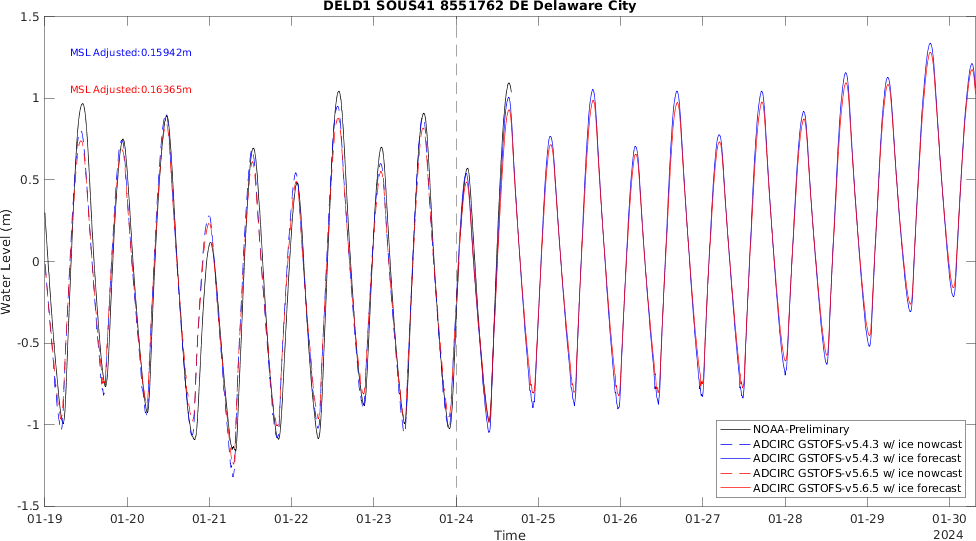 DELD1 SOUS41 8551762 DE Delaware City
1.5
MSL Adjusted:0.15942m
MSL Adjusted:0.16365m
1
0.5
0
-0.5
-1
-1.5
Water Level (m)
NOAA-Preliminary
ADCIRC GSTOFS-v5.4.3 w/ ice nowcast
ADCIRC GSTOFS-v5.4.3 w/ ice forecast
ADCIRC GSTOFS-v5.6.5 w/ ice nowcast
ADCIRC GSTOFS-v5.6.5 w/ ice forecast
01-19 01-20 01-21 01-22 01-23 01-24 01-25 01-26 01-27 01-28 01-29 01-30
Time
2024